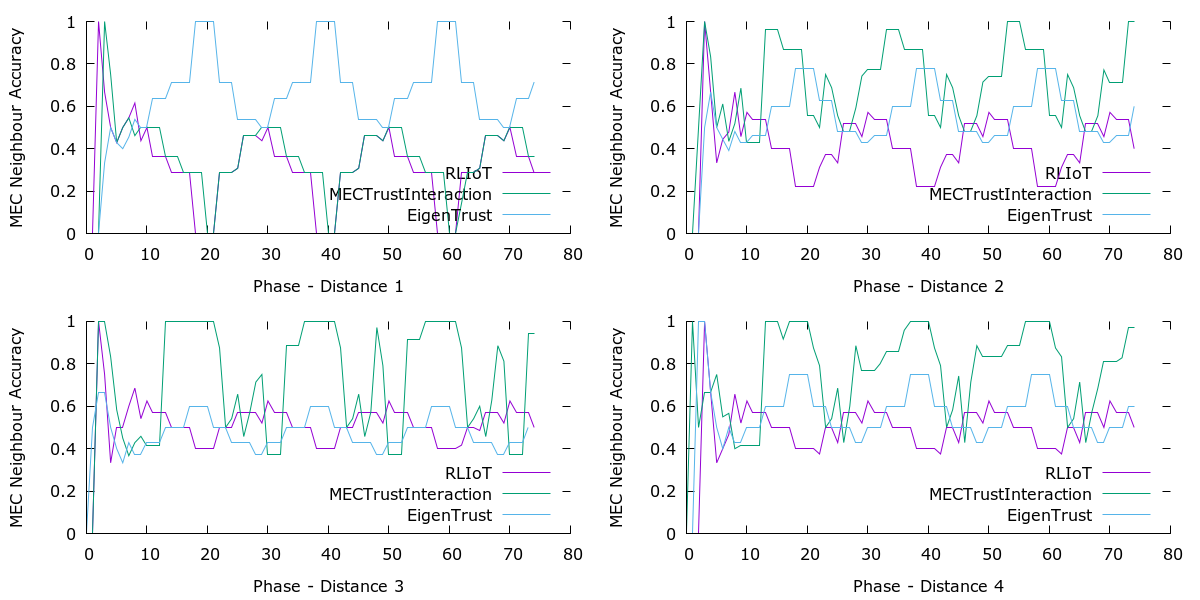 MEC Neighbour Accuracy
1
0.8
0.6
0.4
0.2
0
RLIoT
MECTrustInteraction
EigenTrust
0 10 20 30 40 50 60 70 80
Phase - Distance 1
MEC Neighbour Accuracy
1
0.8
0.6
0.4
0.2
0
RLIoT
MECTrustInteraction
EigenTrust
0 10 20 30 40 50 60 70 80
Phase - Distance 2
MEC Neighbour Accuracy
1
0.8
0.6
0.4
0.2
0
RLIoT
MECTrustInteraction
EigenTrust
0 10 20 30 40 50 60 70 80
Phase - Distance 3
MEC Neighbour Accuracy
1
0.8
0.6
0.4
0.2
0
RLIoT
MECTrustInteraction
EigenTrust
0 10 20 30 40 50 60 70 80
Phase - Distance 4